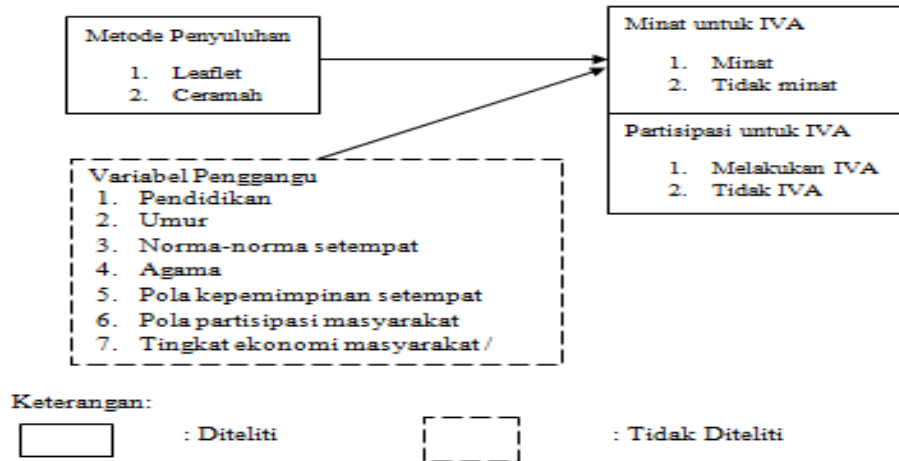 Metode Penyuluhan
1. Leaflet
2. Ceramah
Minat untuk IVA
1. Minat
2. Tidak minat
Partisipasi untuk IVA
1. Melakukan IVA
2. Tidak IVA
Variabel Penggangu
1. Pendidikan
2. Umur
3. Norma-norma setempat
4. Agama
5. Pola kepemimpinan setempat
6. Pola partisipasi masyarakat
7. Tingkat ekonomi masyarakat /
Keterangan:
: Diteliti
: Tidak Diteliti